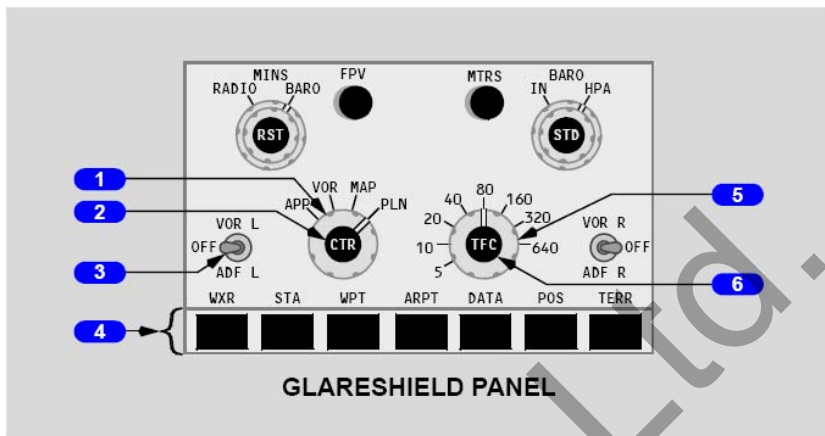 MINS FPV MTRS BARO
RADIO BARO IN HPA
RST STD
1
2
3
4
5
6
VOR MAP
APP PLN
CTR
VOR L
OFF
ADF L
80
40 160
20 320
10 640
5
TFC
VOR R
OFF
ADF R
WXR STA WPT ARPT DATA POS TERR
GLARESHIELD PANEL
Ltd.